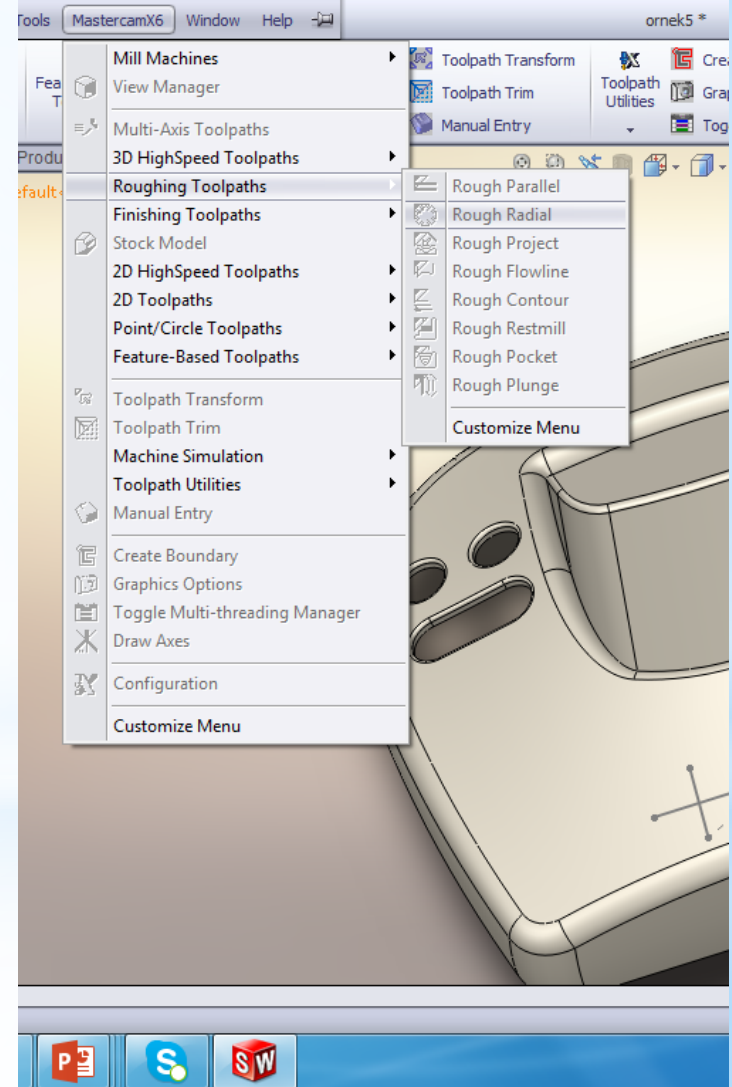 Tools MastercamX6 Window Help ornek5 *
Toolpath Transform
Toolpath Trim
Manual Entry
Toolpath
Utilities
Mill Machines
View Manager
Multi-Axis Toolpaths
3D HighSpeed Toolpaths
Roughing Toolpaths
Finishing Toolpaths
Stock Model
2D HighSpeed Toolpaths
2D Toolpaths
Point/Circle Toolpaths
Feature-Based Toolpaths
Toolpath Transform
Toolpath Trim
Machine Simulation
Toolpath Utilities
Manual Entry
Create Boundary
Graphics Options
Toggle Multi-threading Manager
Draw Axes
Configuration
Customize Menu
Rough Parallel
Rough Radial
Rough Project
Rough Flowline
Rough Contour
Rough Restmill
Rough Pocket
Rough Plunge
Customize Menu